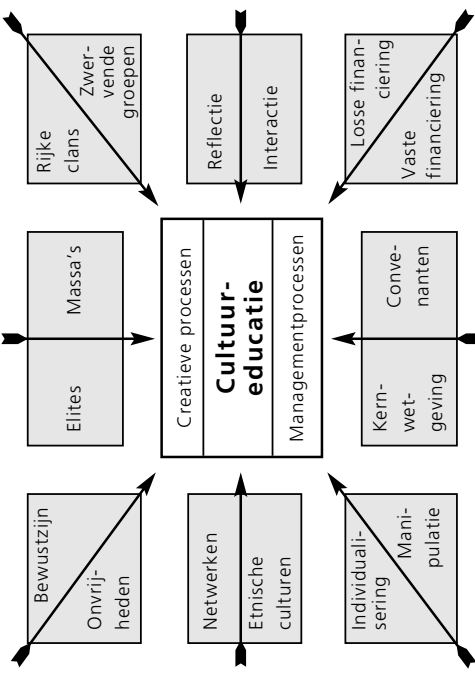 Bewustzijn
Onvrij-
heden
Elites
Massa's
Rijke
clans
Zwer-
vende
groepen
Netwerken
Etnische
culturen
Creatieve processen
Cultuur-
educatie
Managementprocessen
Reflectie
Interactie
Individuali-
sering
Mani-
pulatie
Kern-
wet-
geving
Conve-
nanten
Losse finan-
ciering
Vaste
financiering